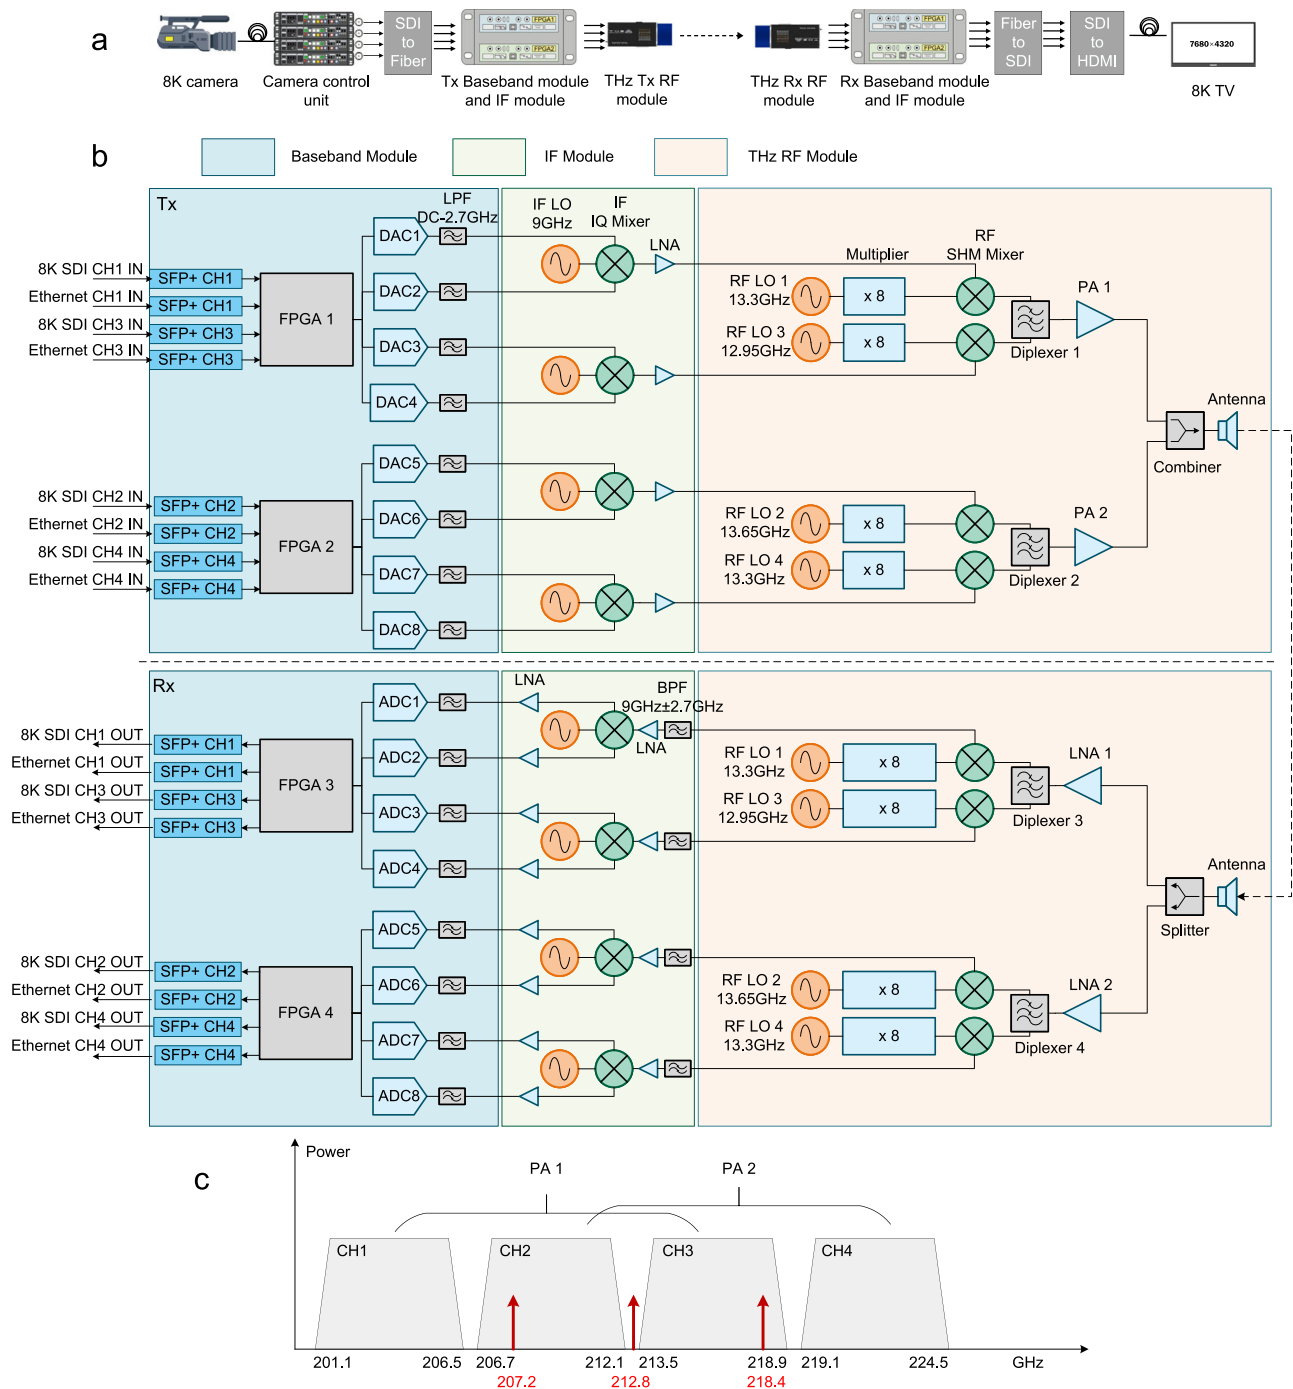 a
SDI
to
Fiber
FPGA1
FPGA2
FPGA1
FPGA2
Fiber
to
SDI
SDI
to
HDMI
7680×4320
8K camera
Camera control
unit
Tx Baseband module
and IF module
THz Tx RF
module
THz Rx RF
module
Rx Baseband module
and IF module
8K TV
b
Baseband Module
IF Module
THz RF Module
Tx
LPF
DC-2.7GHz
IF LO
9GHz
IF
IQ Mixer
LNA
8K SDI CH1 IN
Ethernet CH1 IN
8K SDI CH3 IN
Ethernet CH3 IN
SFP+ CH1
SFP+ CH1
SFP+ CH3
SFP+ CH3
FPGA 1
DAC1
DAC2
DAC3
DAC4
RF LO 1
13.3GHz
RF LO 3
12.95GHz
Multiplier
x 8
x 8
RF
SHM Mixer
Diplexer 1
PA 1
Antenna
Combiner
8K SDI CH2 IN
Ethernet CH2 IN
8K SDI CH4 IN
Ethernet CH4 IN
SFP+ CH2
SFP+ CH2
SFP+ CH4
SFP+ CH4
FPGA 2
DAC5
DAC6
DAC7
DAC8
RF LO 2
13.65GHz
RF LO 4
13.3GHz
x 8
x 8
Diplexer 2
PA 2
Rx
LNA
BPF
9GHz±2.7GHz
LNA
8K SDI CH1 OUT
Ethernet CH1 OUT
8K SDI CH3 OUT
Ethernet CH3 OUT
SFP+ CH1
SFP+ CH1
SFP+ CH3
SFP+ CH3
FPGA 3
ADC1
ADC2
ADC3
ADC4
RF LO 1
13.3GHz
RF LO 3
12.95GHz
x 8
x 8
Diplexer 3
LNA 1
Antenna
Splitter
8K SDI CH2 OUT
Ethernet CH2 OUT
8K SDI CH4 OUT
Ethernet CH4 OUT
SFP+ CH2
SFP+ CH2
SFP+ CH4
SFP+ CH4
FPGA 4
ADC5
ADC6
ADC7
ADC8
RF LO 2
13.65GHz
RF LO 4
13.3GHz
x 8
x 8
Diplexer 4
LNA 2
c
Power
PA 1
PA 2
CH1
CH2
CH3
CH4
201.1
206.5
206.7
212.1
213.5
218.9
219.1
224.5
GHz
207.2
212.8
218.4